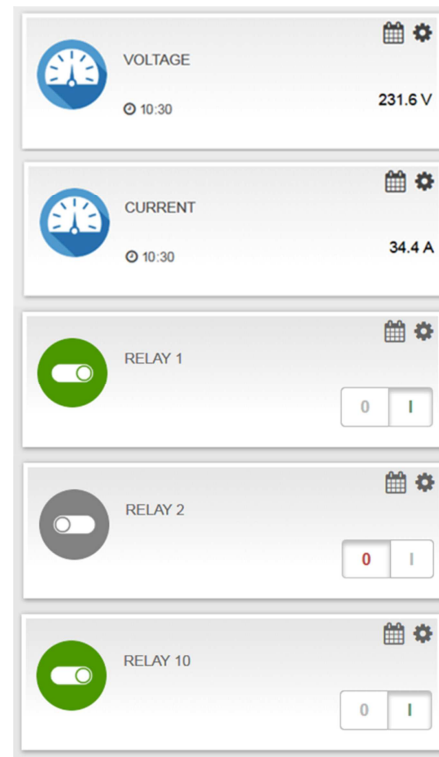 VOLTAGE
10:30
231.6 V
CURRENT
10:30
34.4 A
RELAY 1
0 I
RELAY 2
0 I
RELAY 10
0 I